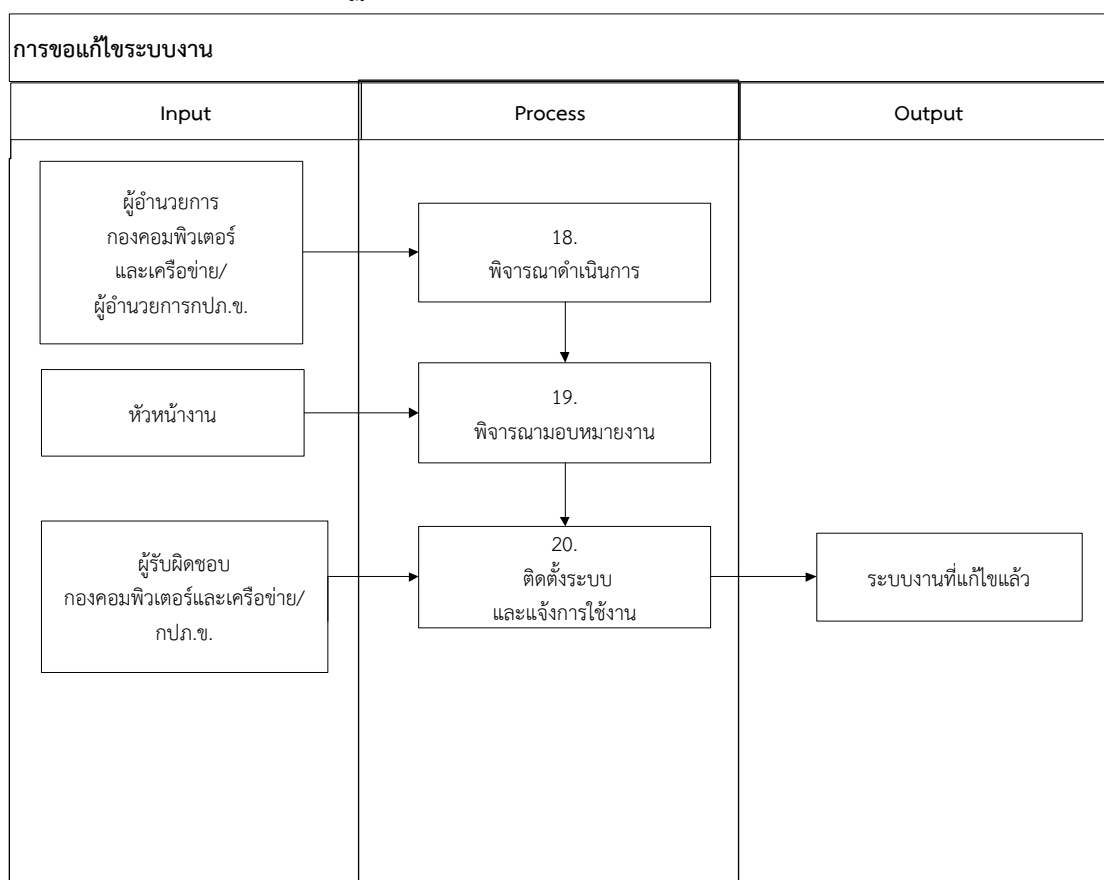 การขอแก้ไขระบบงาน
Input
Process
Output
ผู้อำนวยการ
กองคอมพิวเตอร์
และเครือข่าย/
ผู้อำนวยการกปภ.ข.
18.
พิจารณาดำเนินการ
หัวหน้างาน
19.
พิจารณามอบหมายงาน
ผู้รับผิดชอบ
กองคอมพิวเตอร์และเครือข่าย/
กปภ.ข.
20.
ติดตั้งระบบ
และแจ้งการใช้งาน
ระบบงานที่แก้ไขแล้ว